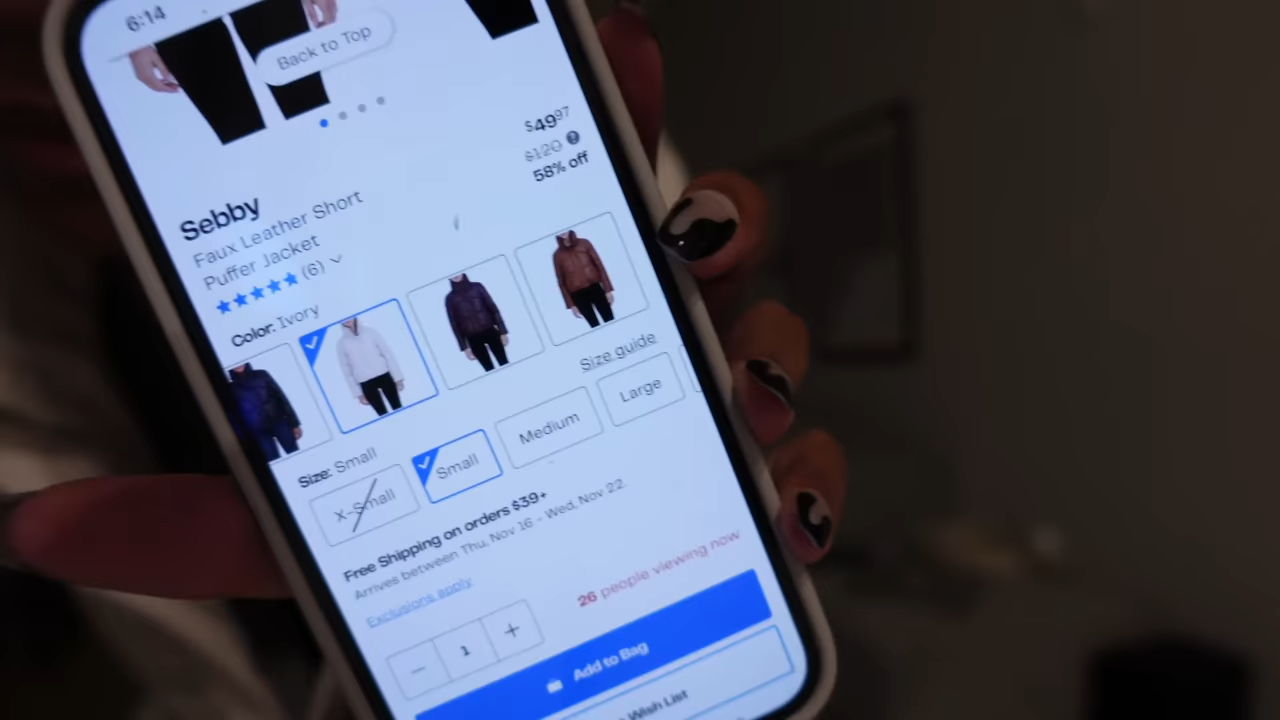 6:14
Back to Top
$49.97
$120
58% off
Sebby
Faux Leather Short
Puffer Jacket
(6)
Color: Ivory
Size guide
Size: Small
X-Small
Small
Medium
Large
Free Shipping on orders $39+
Arrives between Thu, Nov 16 - Wed, Nov 22
Exclusions apply
26 people viewing now
1
Add to Bag
Wish List